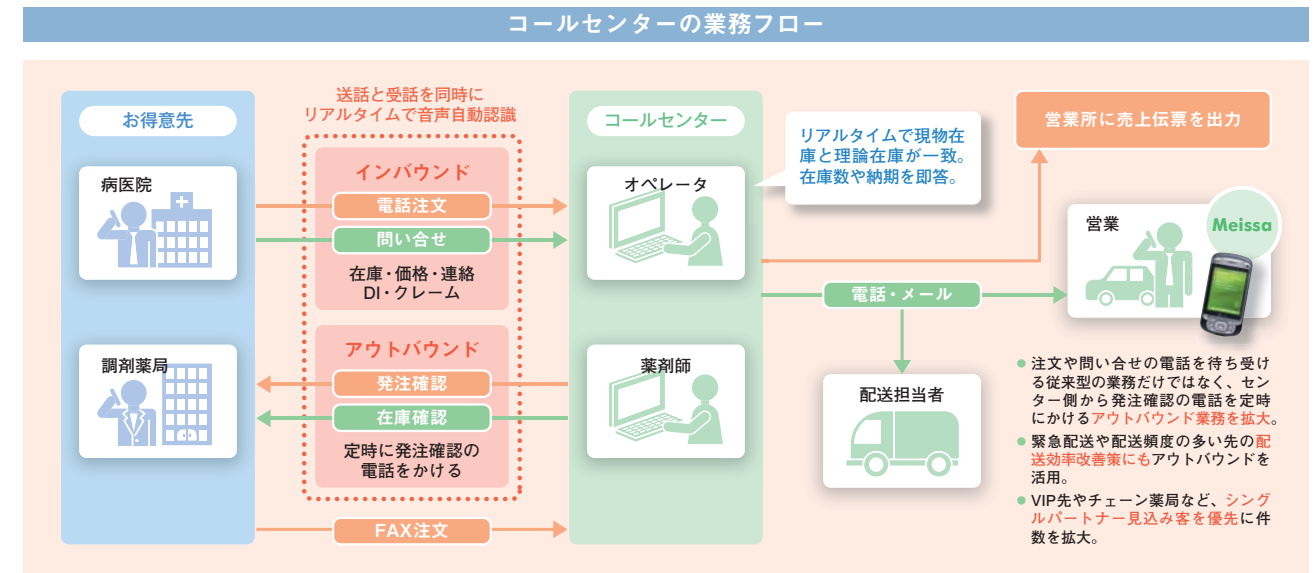 コールセンターの業務フロー
お得意先
病医院
調剤薬局
送話と受話を同時に
リアルタイムで音声自動認識
インバウンド
電話注文
問い合せ
在庫・価格・連絡
DI・クレーム
アウトバウンド
発注確認
在庫確認
定時に発注確認の
電話をかける
FAX注文
コールセンター
オペレータ
薬剤師
リアルタイムで現物在
庫と理論在庫が一致。
在庫数や納期を即答。
営業所に売上伝票を出力
営業
Meissa
電話・メール
配送担当者
● 注文や問い合せの電話を待ち受け
る従来型の業務だけではなく、セン
ター側から発注確認の電話を定時
にかけるアウトバウンド業務を拡大。
● 緊急配送や配送頻度の多い先の配
送効率改善策にもアウトバウンドを
活用。
● VIP先やチェーン薬局など、シング
ルパートナー見込み客を優先に件
数を拡大。